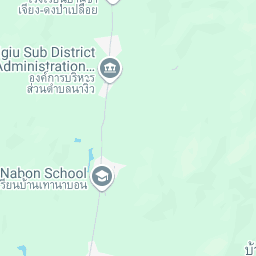 เจียง-ดงป่าเปลือย
giu Sub District
Administration...
องค์การบริหาร
ส่วนตำบลนางิ้ว
Nabon School
เรียนบ้านเทานาบอน